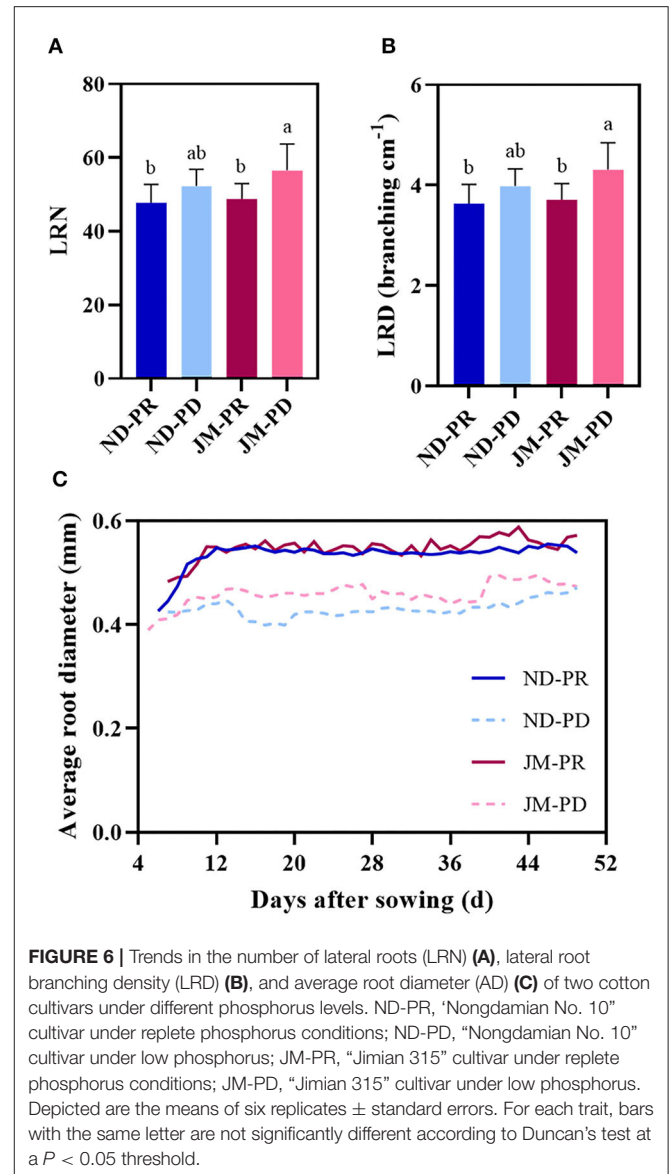 A
B
80
60
40
20
0
LRN
b
ab
b
a
ND-PR
ND-PD
JM-PR
JM-PD
6
4
2
0
LRD (branching cm⁻¹)
b
ab
b
a
ND-PR
ND-PD
JM-PR
JM-PD
C
0.6
0.4
0.2
0.0
Average root diameter (mm)
ND-PR
ND-PD
JM-PR
JM-PD
4 12 20 28 36 44 52
Days after sowing (d)
FIGURE 6 | Trends in the number of lateral roots (LRN) (A), lateral root
branching density (LRD) (B), and average root diameter (AD) (C) of two cotton
cultivars under different phosphorus levels. ND-PR, ‘Nongdamian No. 10”
cultivar under replete phosphorus conditions; ND-PD, “Nongdamian No. 10”
cultivar under low phosphorus; JM-PR, “Jimian 315” cultivar under replete
phosphorus conditions; JM-PD, “Jimian 315” cultivar under low phosphorus.
Depicted are the means of six replicates ± standard errors. For each trait, bars
with the same letter are not significantly different according to Duncan’s test at
a P < 0.05 threshold.